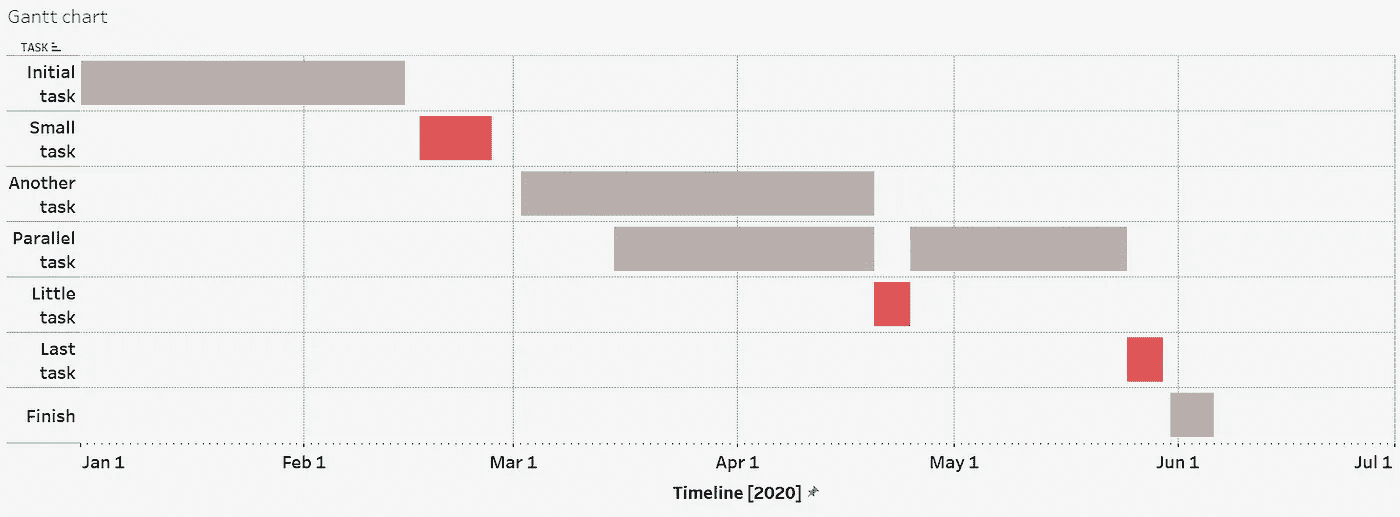 Gantt chart
TASK
Initial
task
Small
task
Another
task
Parallel
task
Little
task
Last
task
Finish
Jan 1 Feb 1 Mar 1 Apr 1 May 1 Jun 1 Jul 1
Timeline [2020]